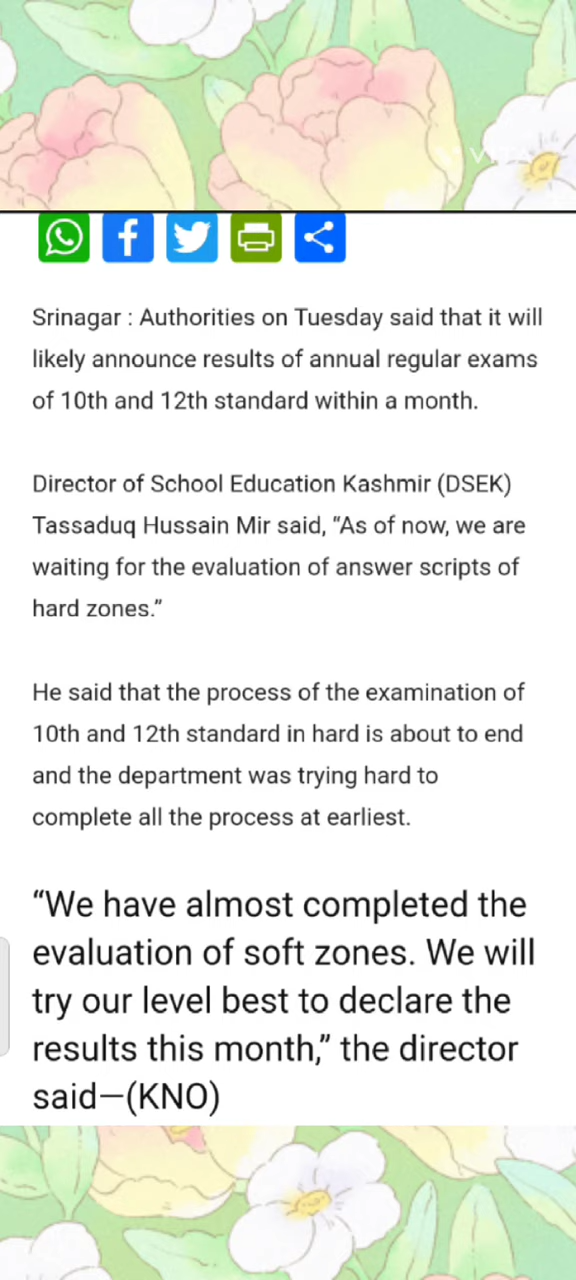 Srinagar : Authorities on Tuesday said that it will
likely announce results of annual regular exams
of 10th and 12th standard within a month.
Director of School Education Kashmir (DSEK)
Tassaduq Hussain Mir said, “As of now, we are
waiting for the evaluation of answer scripts of
hard zones.”
He said that the process of the examination of
10th and 12th standard in hard is about to end
and the department was trying hard to
complete all the process at earliest.
“We have almost completed the
evaluation of soft zones. We will
try our level best to declare the
results this month,” the director
said—(KNO)